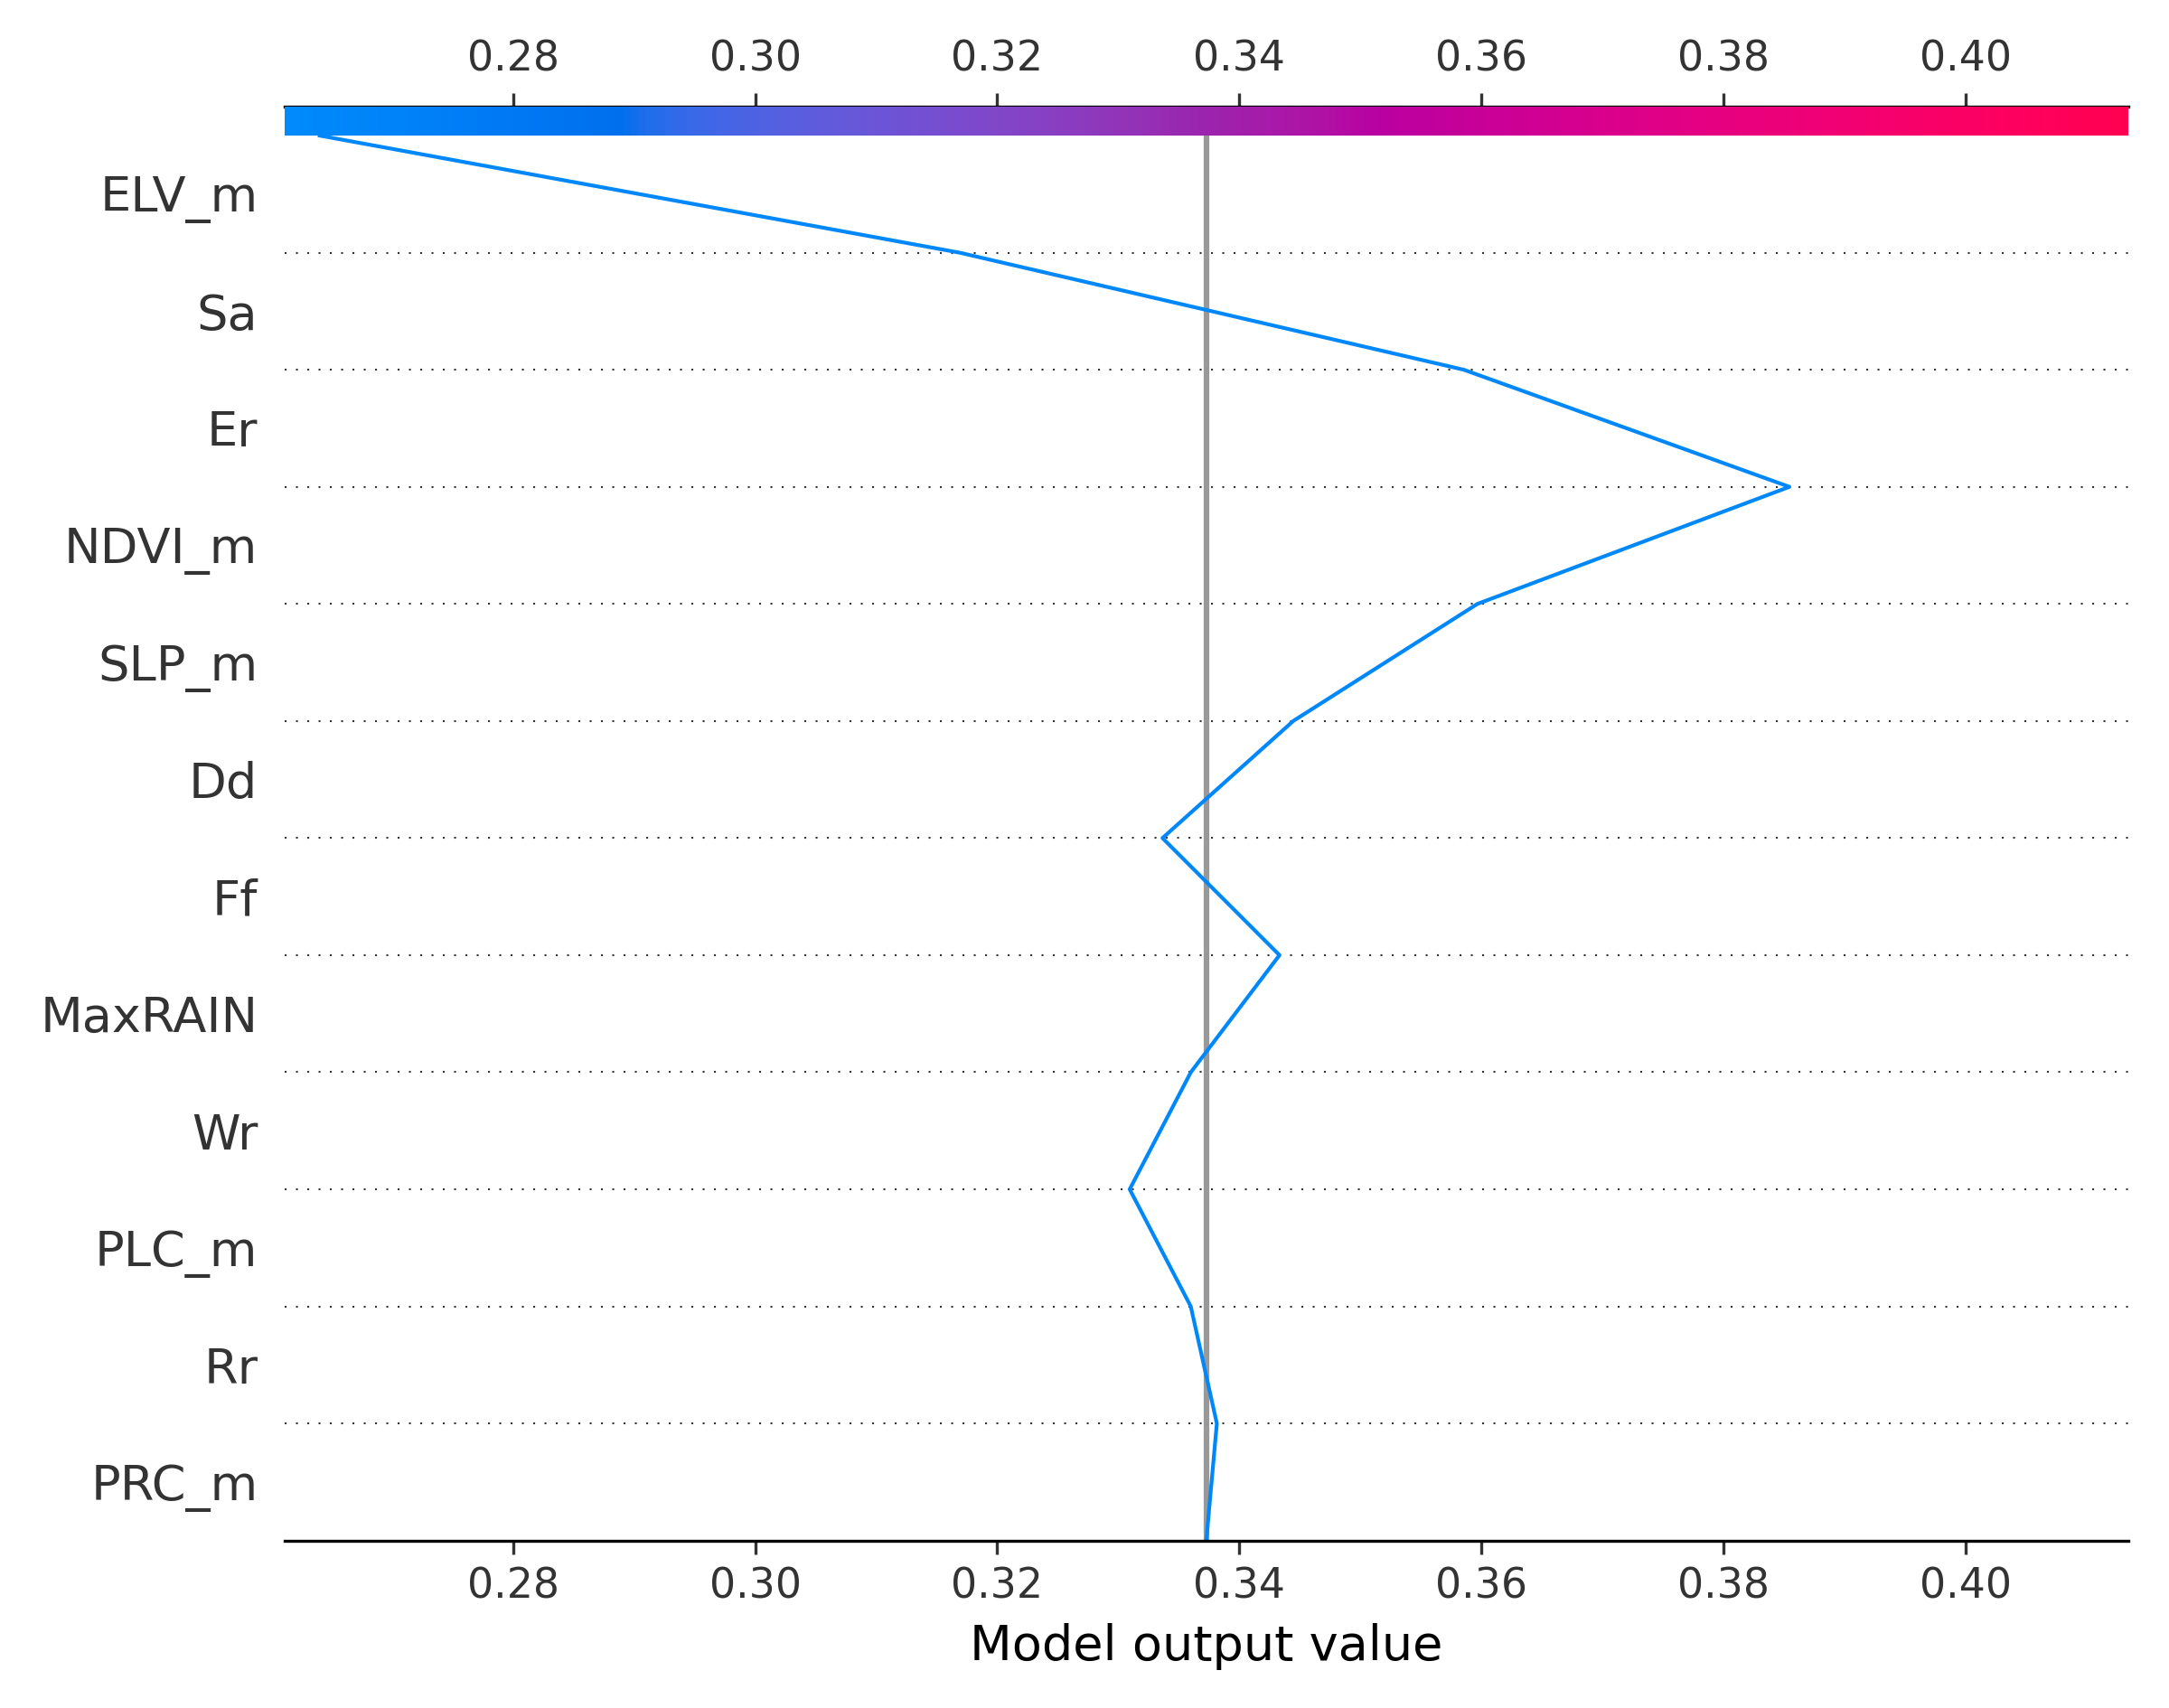 0.28 0.30 0.32 0.34 0.36 0.38 0.40
ELV_m
Sa
Er
NDVI_m
SLP_m
Dd
Ff
MaxRAIN
Wr
PLC_m
Rr
PRC_m
0.28 0.30 0.32 0.34 0.36 0.38 0.40
Model output value